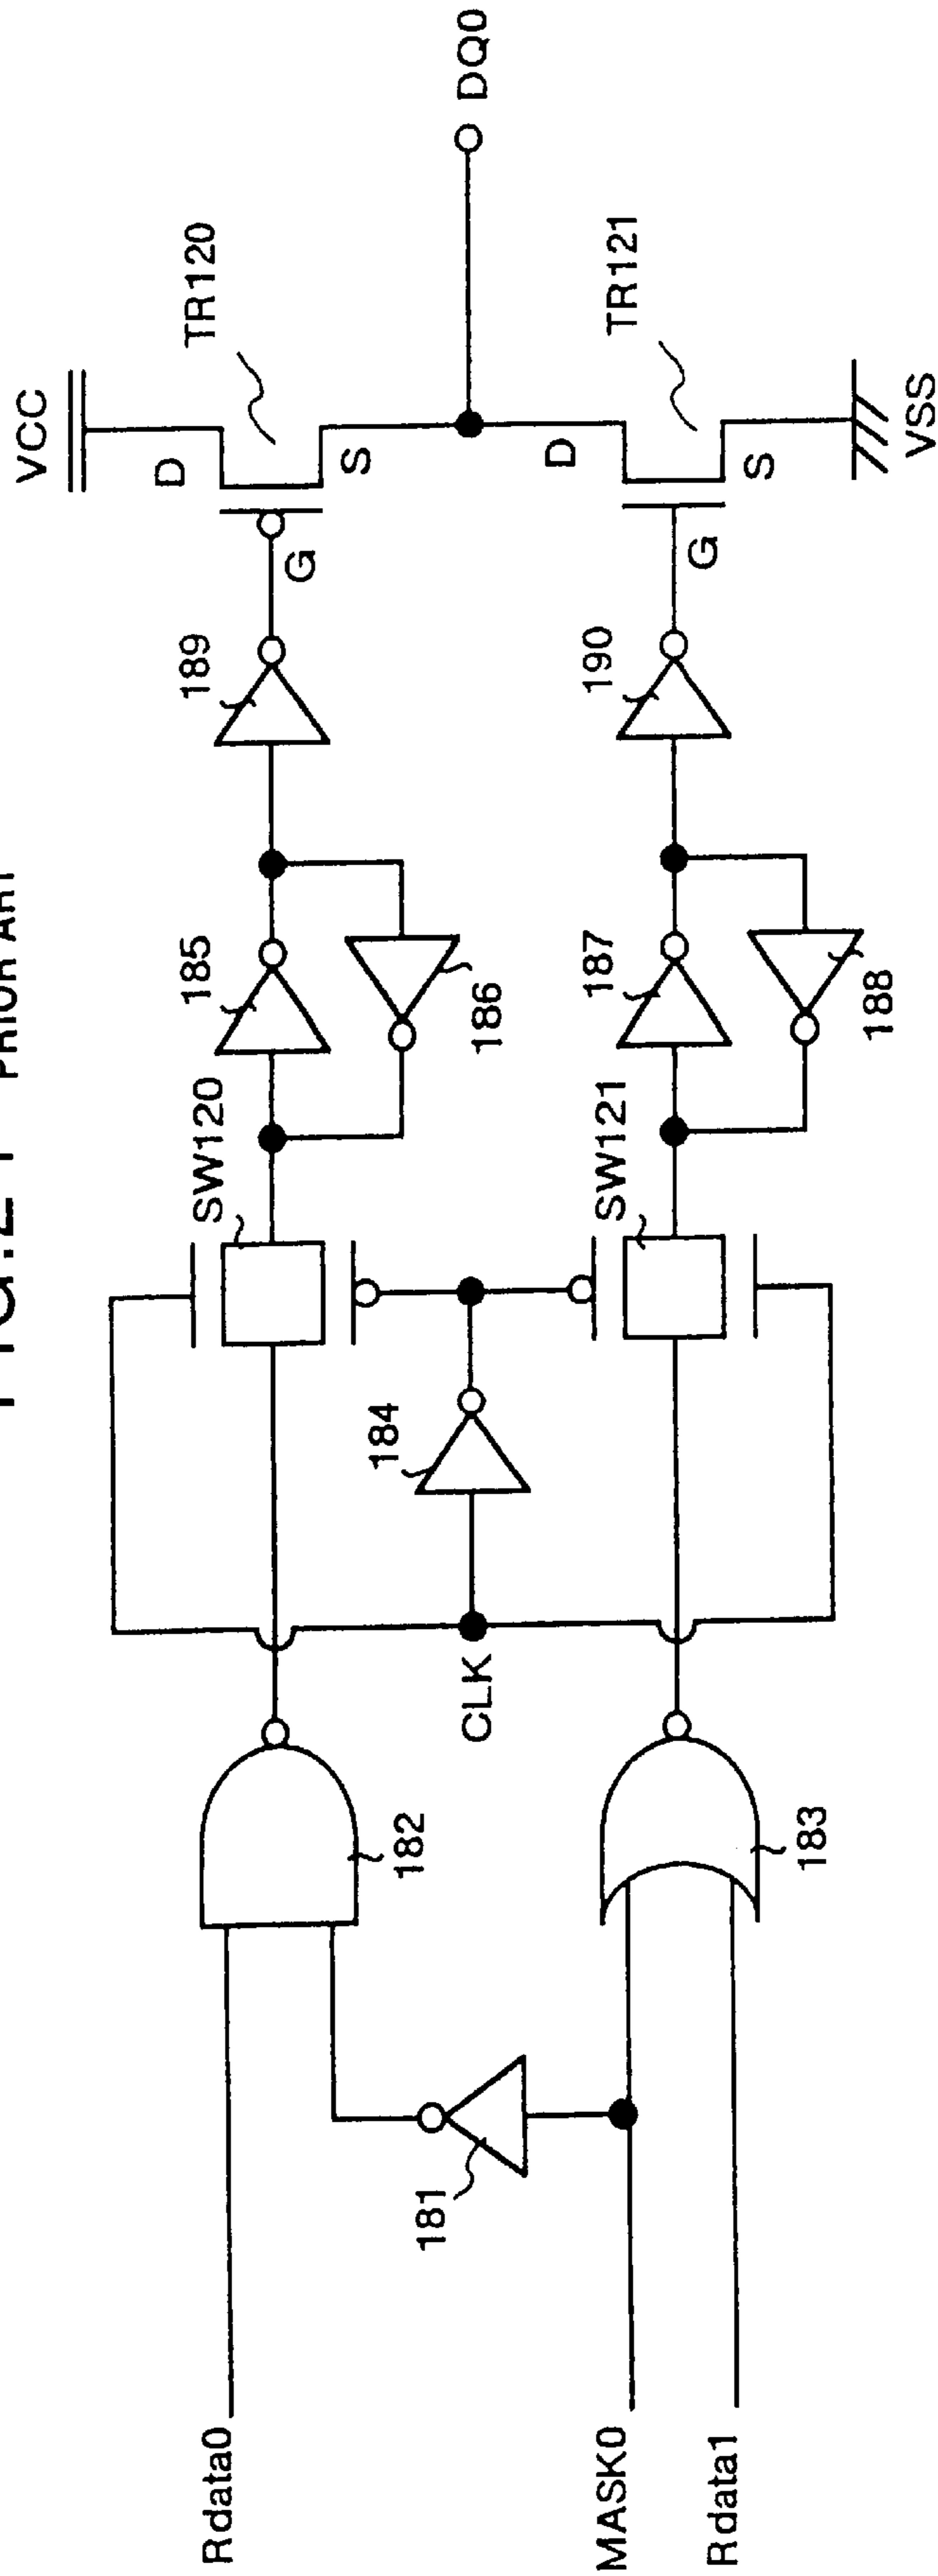 FIG.21 PRIOR ART
VCC
D
TR120
G
S
189
185
186
SW120
DQ0
D
TR121
G
S
VSS
190
187
188
SW121
184
CLK
182
183
181
Rdata0
MASK0
Rdata1